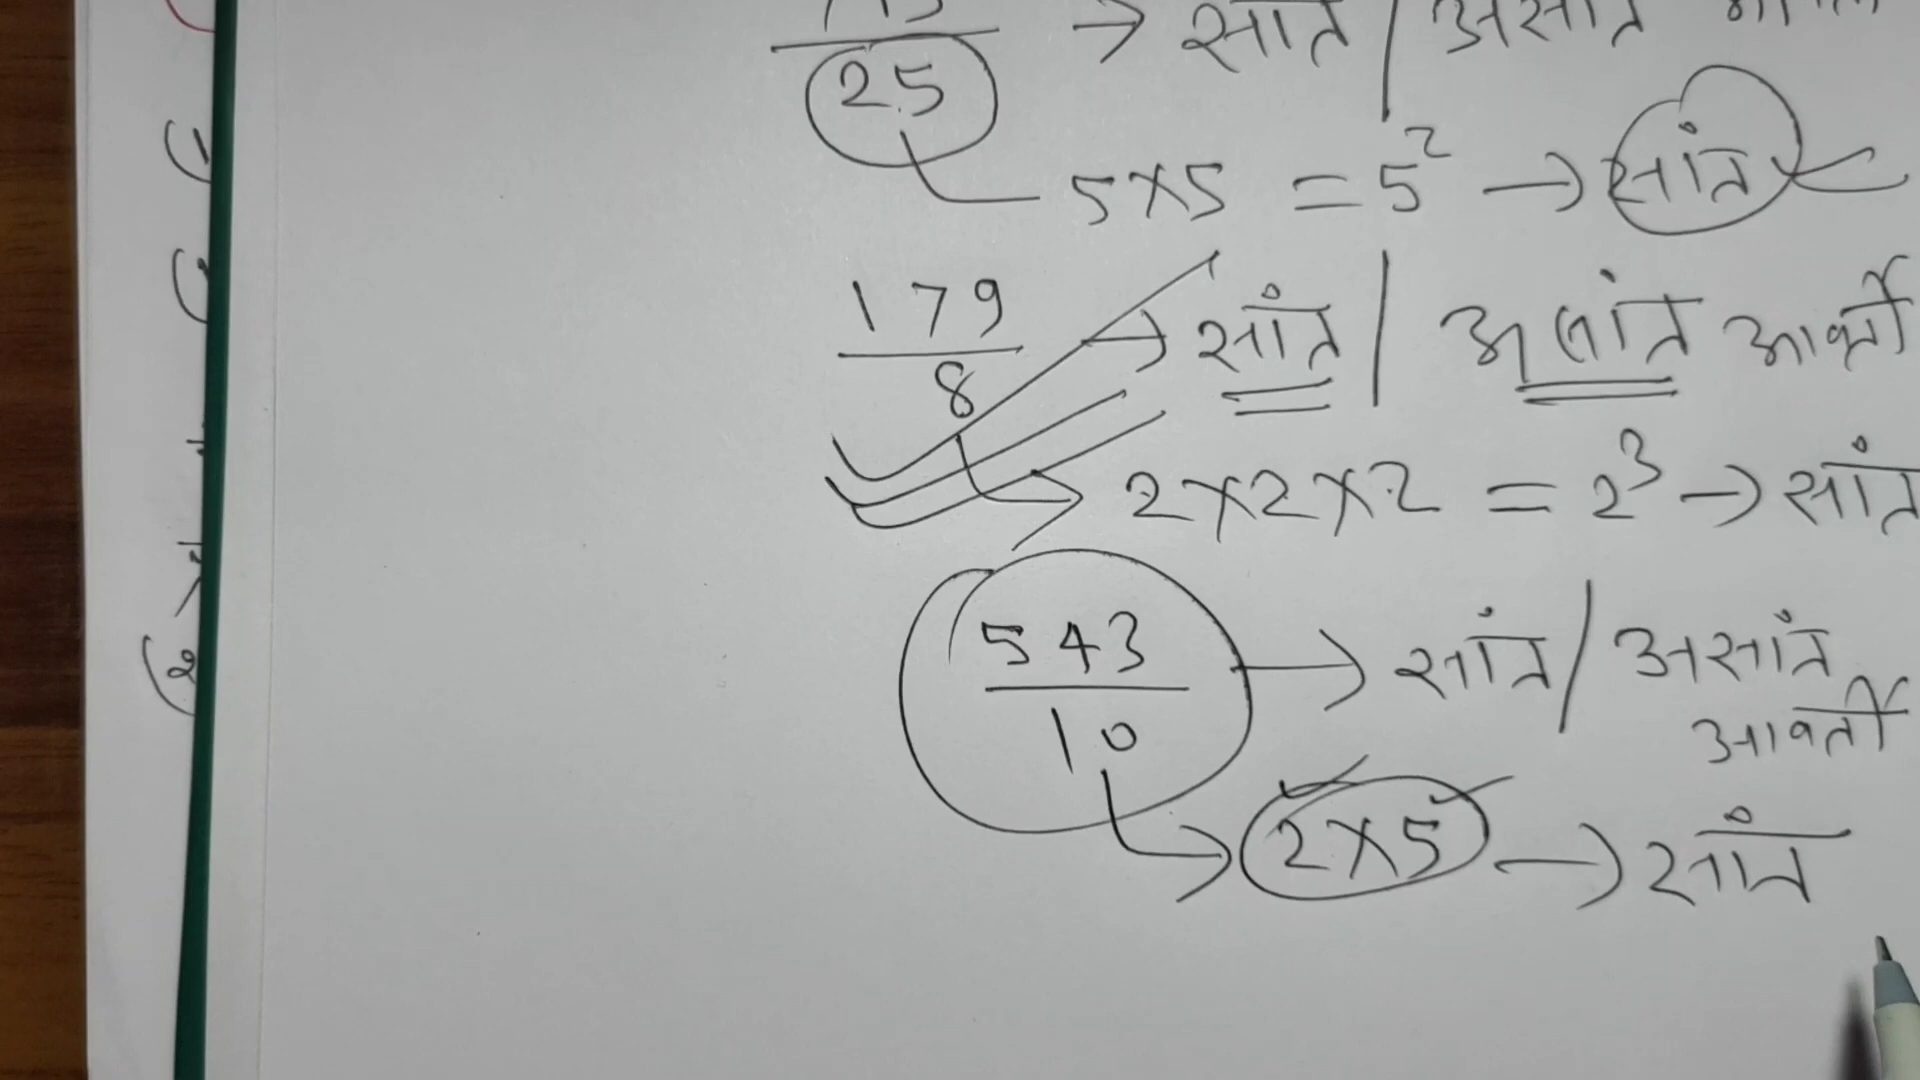 25 → सांत / असांत
5×5 = 5² → सांत
179/8 → सांत / असांत आवर्ती
2×2×2 = 2³ → सांत
543/10 → सांत / असांत
आवर्ती
2×5 → सांत